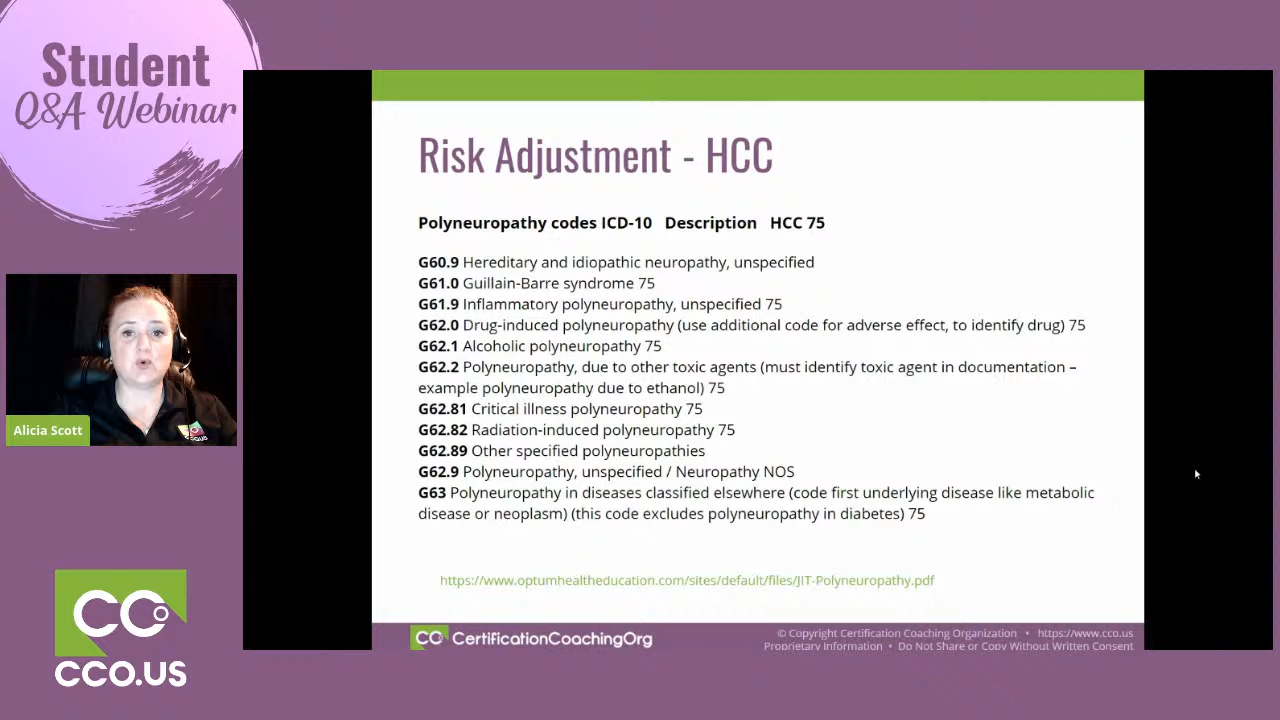 Student
Q&A Webinar
Risk Adjustment - HCC
Polyneuropathy codes ICD-10 Description HCC 75
G60.9 Hereditary and idiopathic neuropathy, unspecified
G61.0 Guillain-Barre syndrome 75
G61.9 Inflammatory polyneuropathy, unspecified 75
G62.0 Drug-induced polyneuropathy (use additional code for adverse effect, to identify drug) 75
G62.1 Alcoholic polyneuropathy 75
G62.2 Polyneuropathy, due to other toxic agents (must identify toxic agent in documentation –
example polyneuropathy due to ethanol) 75
G62.81 Critical illness polyneuropathy 75
G62.82 Radiation-induced polyneuropathy 75
G62.89 Other specified polyneuropathies
G62.9 Polyneuropathy, unspecified / Neuropathy NOS
G63 Polyneuropathy in diseases classified elsewhere (code first underlying disease like metabolic
disease or neoplasm) (this code excludes polyneuropathy in diabetes) 75
https://www.optumhealtheducation.com/sites/default/files/JIT-Polyneuropathy.pdf
CCO CertificationCoachingOrg
© Copyright Certification Coaching Organization • https://www.cco.us
Proprietary Information • Do Not Share or Copy Without Written Consent
Alicia Scott
CCO.US
CCO
CCO.US